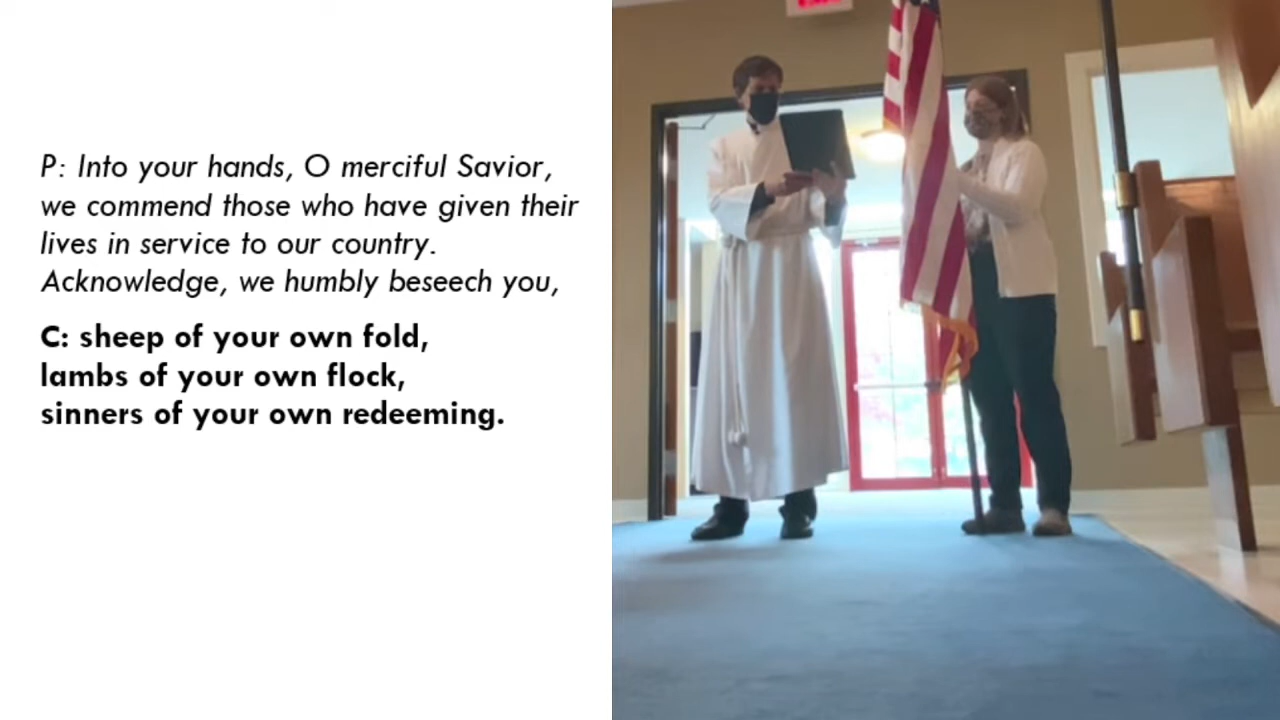 P: Into your hands, O merciful Savior,
we commend those who have given their
lives in service to our country.
Acknowledge, we humbly beseech you,
C: sheep of your own fold,
lambs of your own flock,
sinners of your own redeeming.